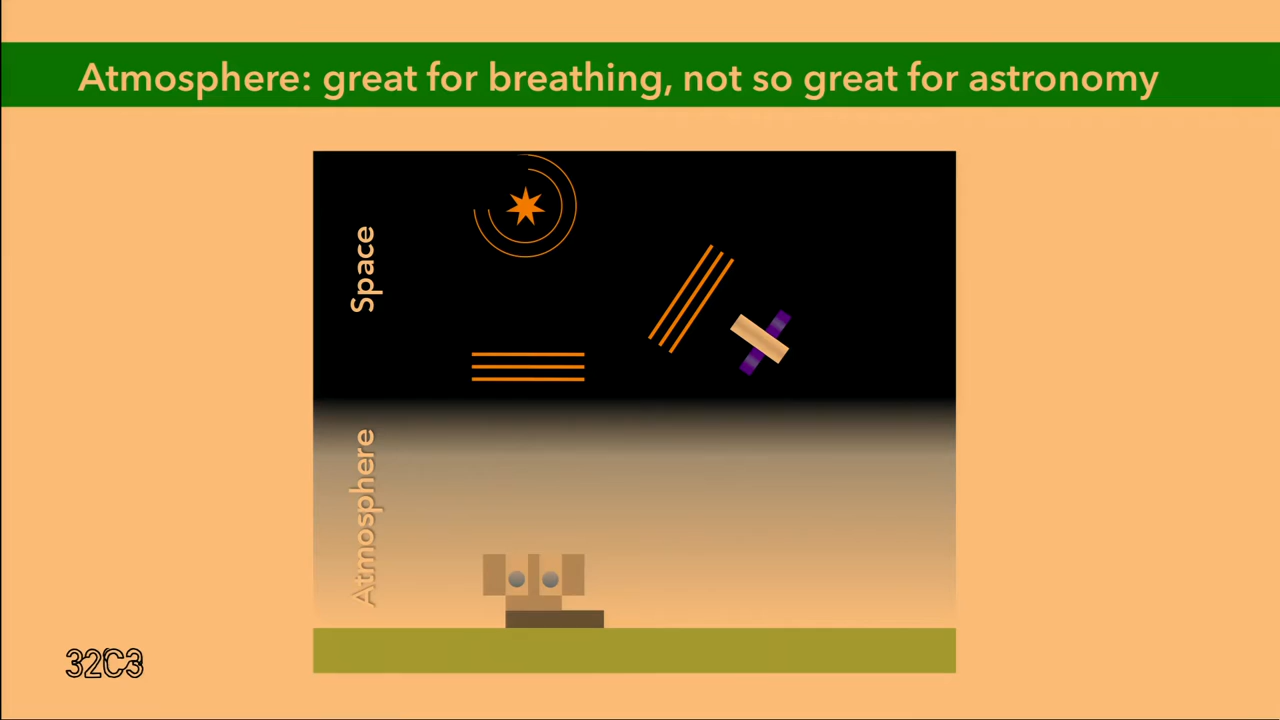 Atmosphere: great for breathing, not so great for astronomy
Space
Atmosphere
32C3